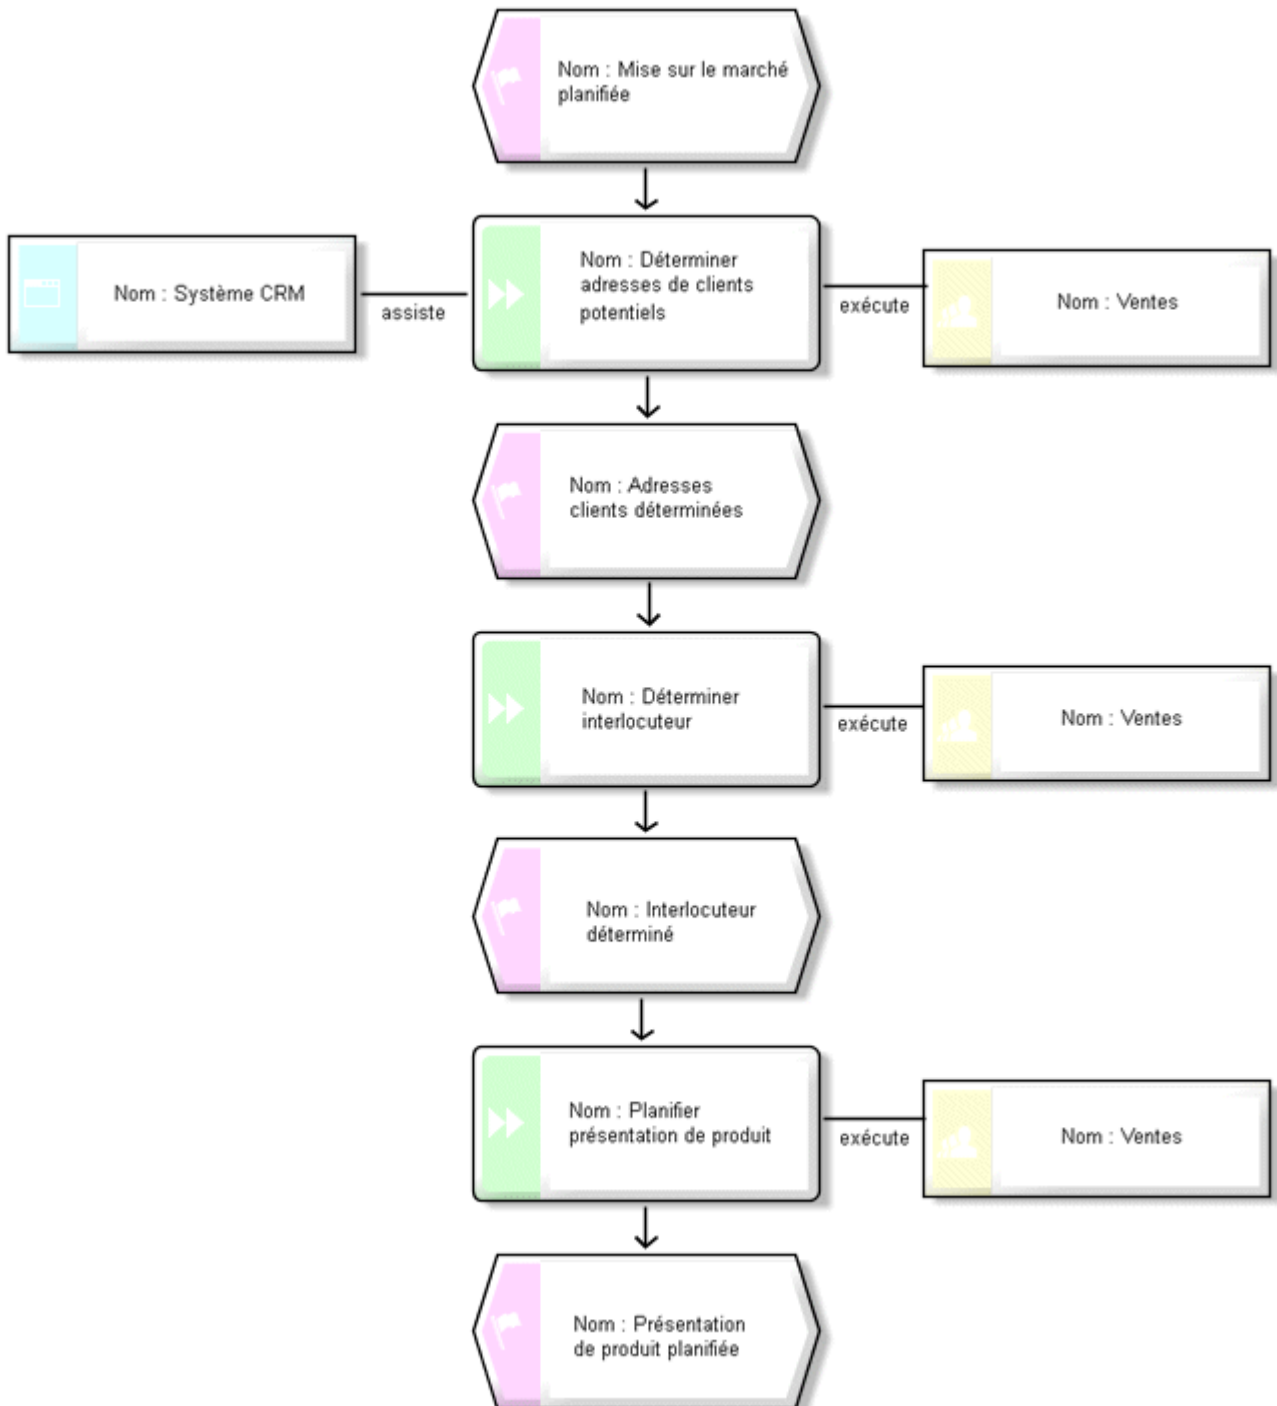 Nom : Mise sur le marché
planifiée
Nom : Système CRM
assiste
Nom : Déterminer
adresses de clients
potentiels
exécute
Nom : Ventes
Nom : Adresses
clients déterminées
Nom : Déterminer
interlocuteur
exécute
Nom : Ventes
Nom : Interlocuteur
déterminé
Nom : Planifier
présentation de produit
exécute
Nom : Ventes
Nom : Présentation
de produit planifiée